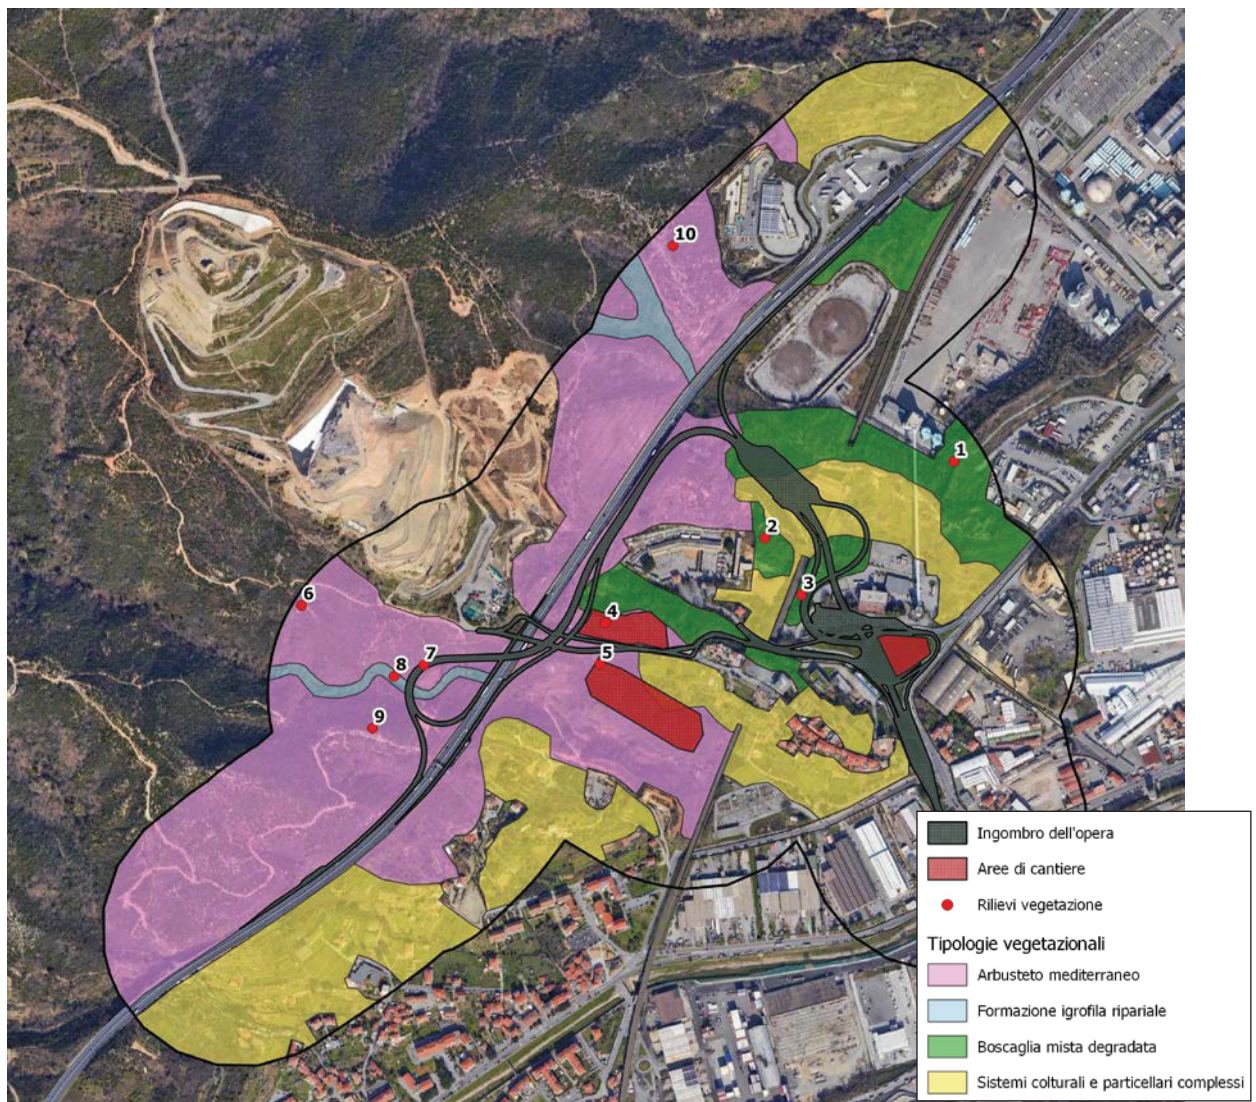 10
1
2
3
6
4
5
7
8
9
Ingombro dell'opera
Aree di cantiere
Rilievi vegetazione
Tipologie vegetazionali
Arbusteto mediterraneo
Formazione igrofila ripariale
Boscaglia mista degradata
Sistemi colturali e particellari complessi